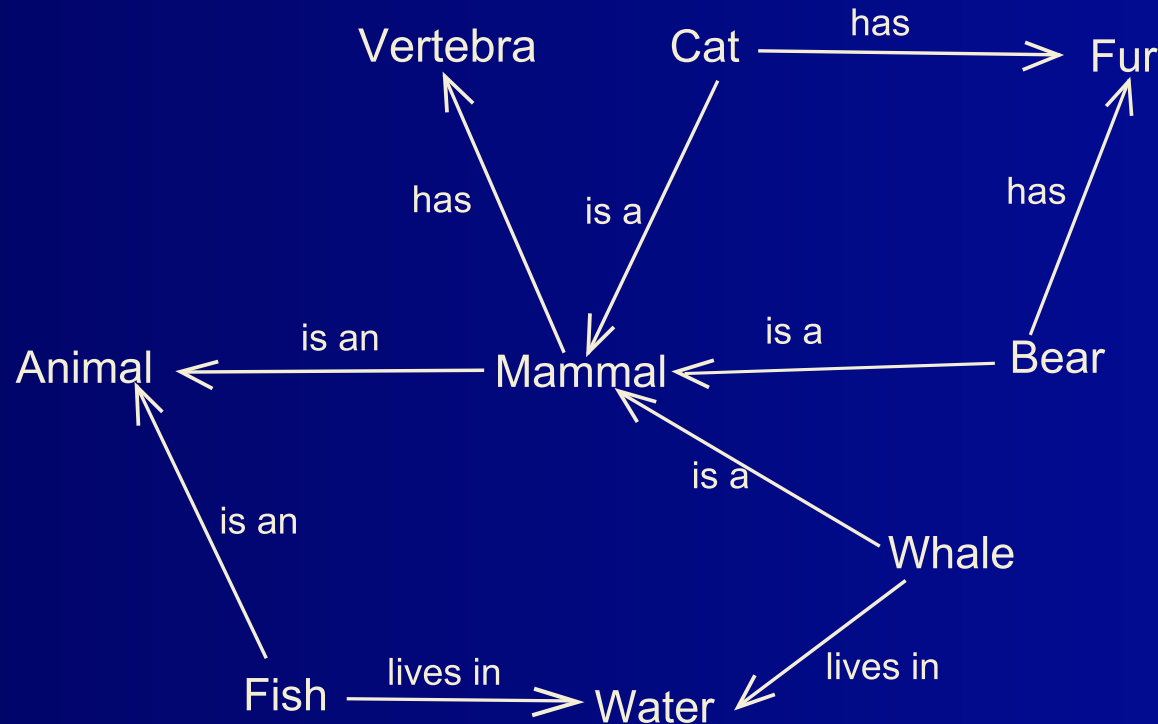 has
Vertebra
Cat
Fur
has
is a
has
is an
is a
Animal
Mammal
Bear
is a
is an
Whale
lives in
lives in
Fish
Water